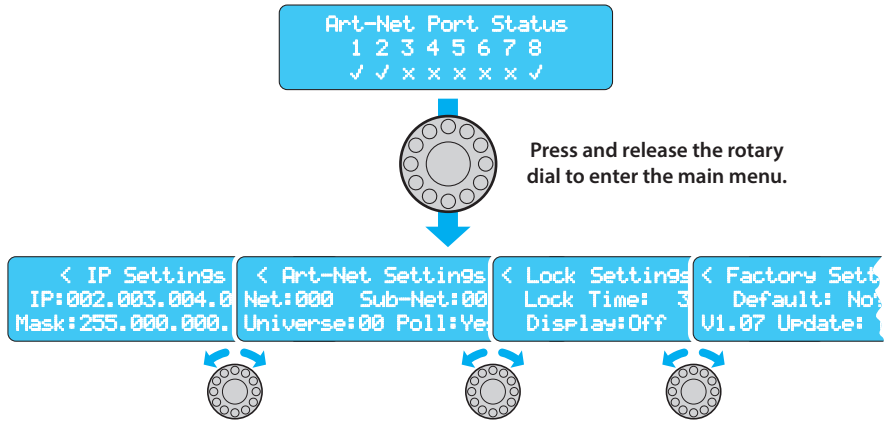 Art-Net Port Status
1 2 3 4 5 6 7 8
✓ ✓ × × × × × ✓
Press and release the rotary
dial to enter the main menu.
< IP Settings
IP:002.003.004.0
Mask:255.000.000.
< Art-Net Settings
Net:000 Sub-Net:00
Universe:00 Poll:Ye
< Lock Settings
Lock Time: 3
Display:Off
< Factory Sett
Default: No
V1.07 Update: